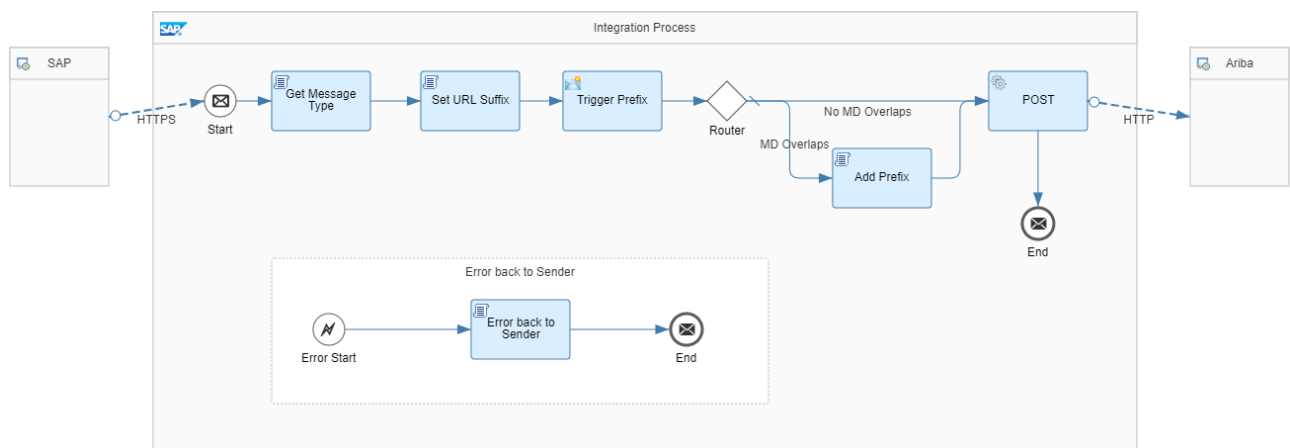 Integration Process
SAP
SAP
Ariba
HTTPS
Start
Get Message
Type
Set URL Suffix
Trigger Prefix
Router
No MD Overlaps
MD Overlaps
Add Prefix
POST
HTTP
End
Error back to Sender
Error Start
Error back to
Sender
End